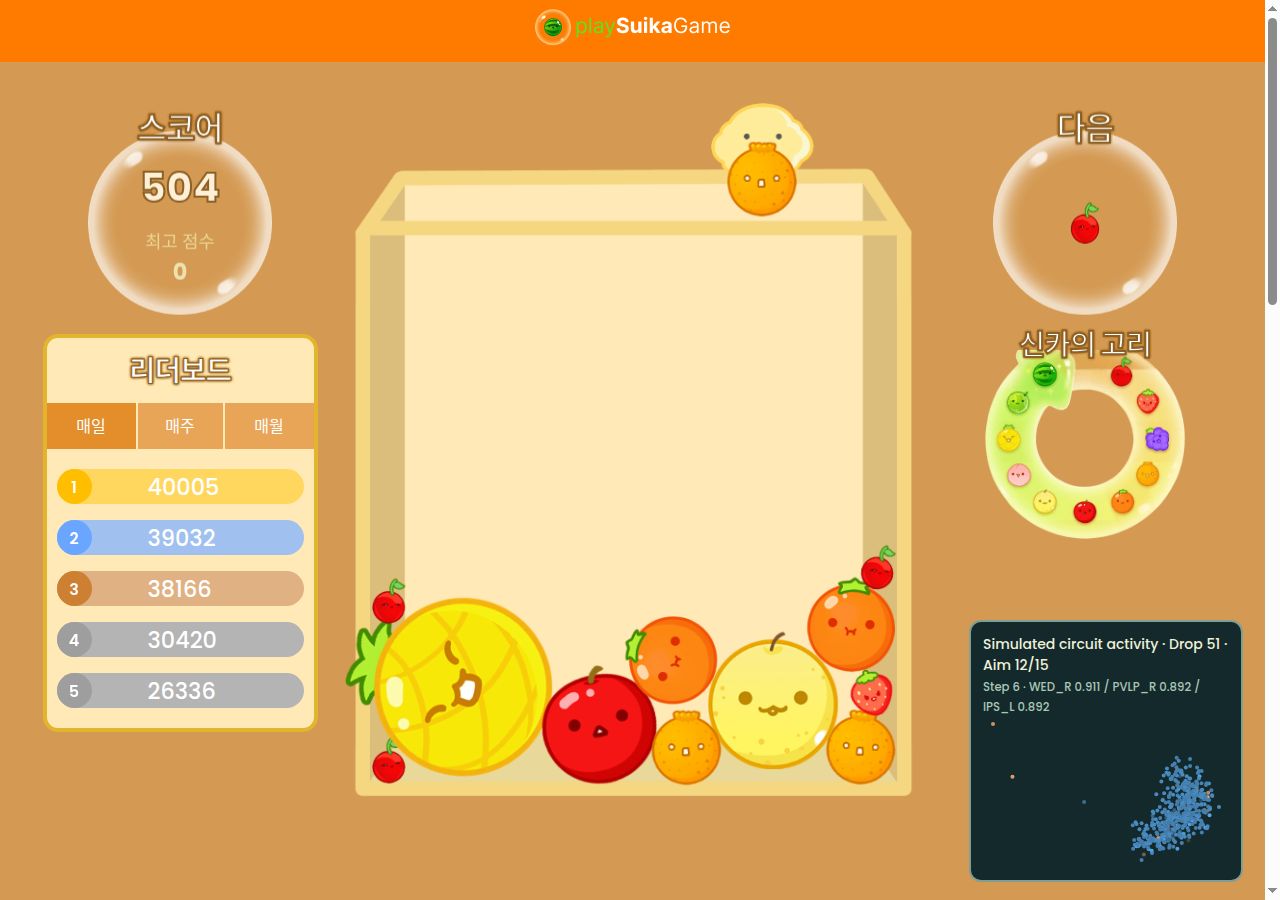 playSuikaGame
스코어
504
최고 점수
0
리더보드
매일 매주 매월
1 40005
2 39032
3 38166
4 30420
5 26336
다음
신카의 고리
Simulated circuit activity · Drop 51 ·
Aim 12/15
Step 6 · WED_R 0.911 / PVLP_R 0.892 /
IPS_L 0.892